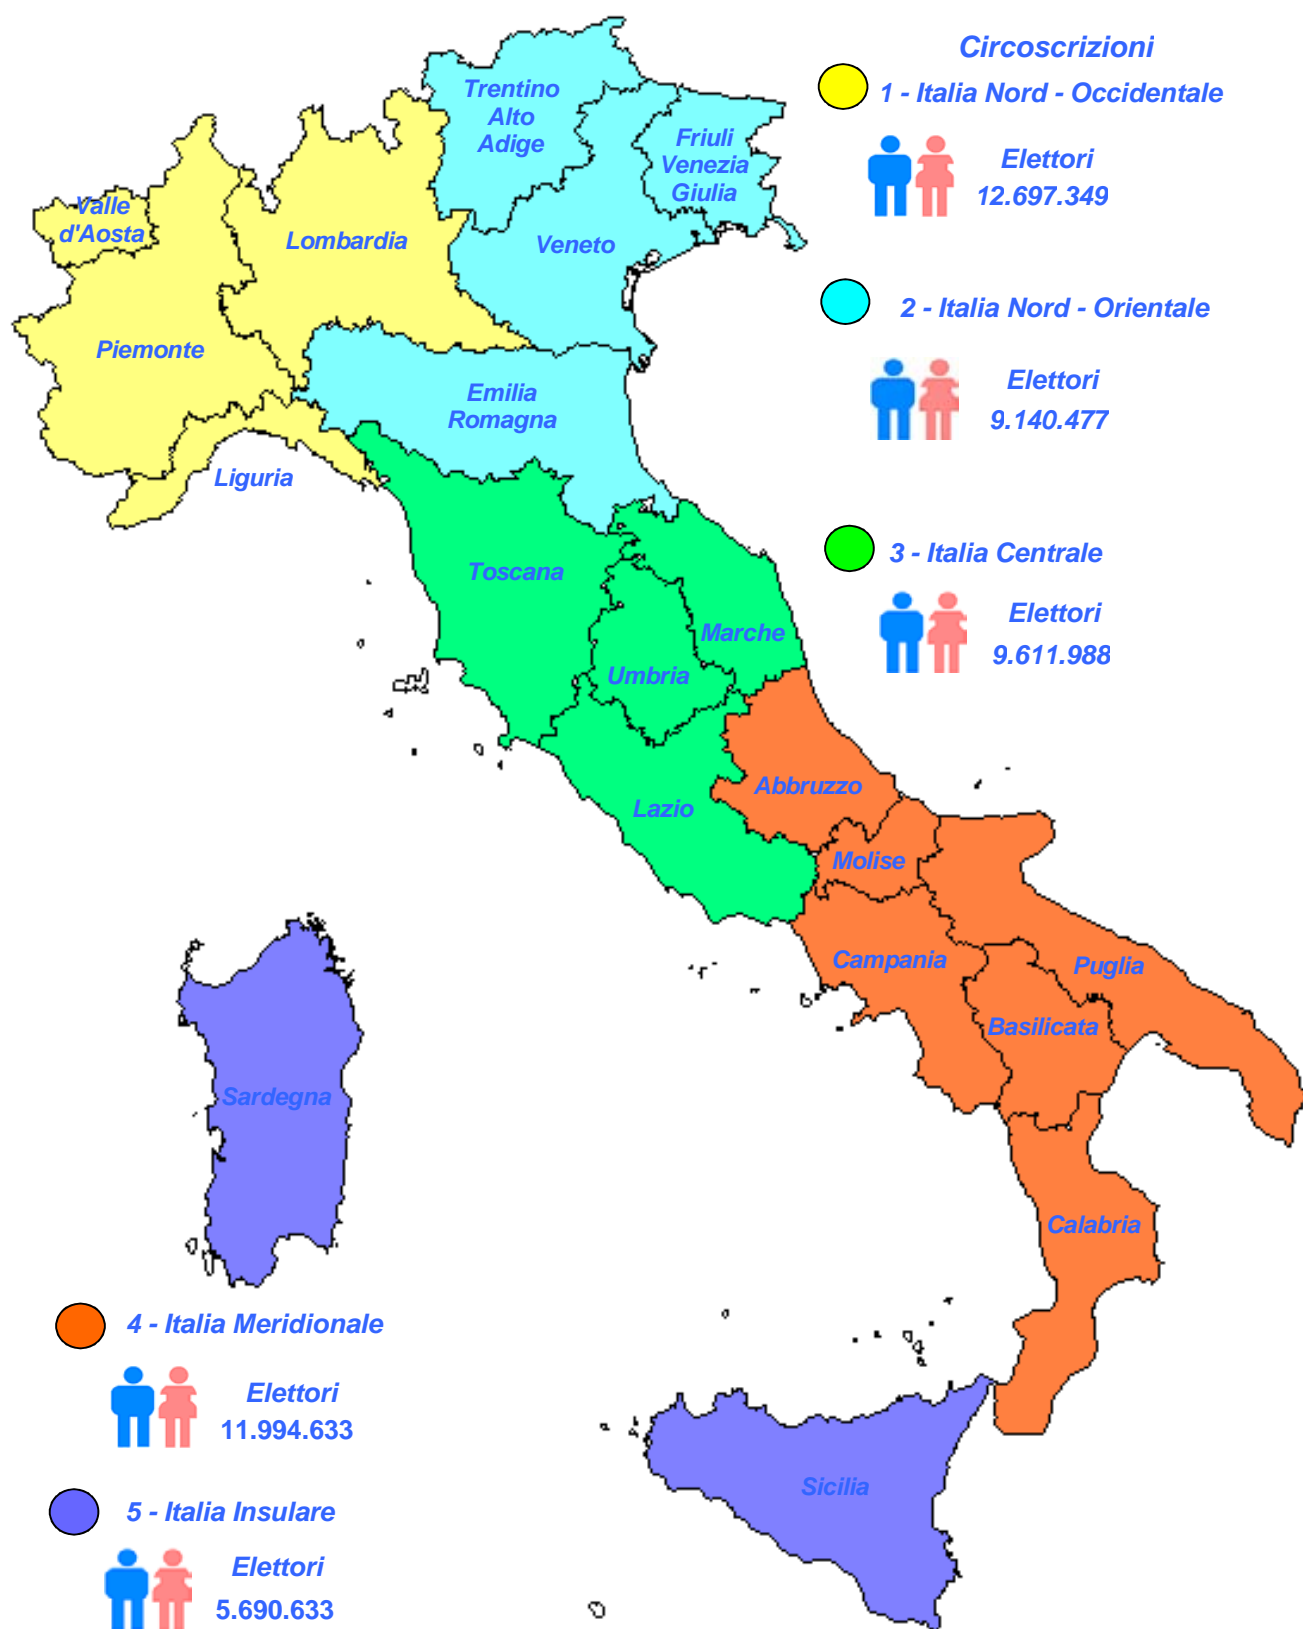 Circoscrizioni
1 - Italia Nord - Occidentale
Elettori
12.697.349
2 - Italia Nord - Orientale
Elettori
9.140.477
3 - Italia Centrale
Elettori
9.611.988
Trentino
Alto
Adige
Friuli
Venezia
Giulia
Valle
d'Aosta
Lombardia
Veneto
Piemonte
Emilia
Romagna
Liguria
Toscana
Marche
Umbria
Abbruzzo
Lazio
Molise
Campania
Puglia
Basilicata
Sardegna
Calabria
Sicilia
4 - Italia Meridionale
Elettori
11.994.633
5 - Italia Insulare
Elettori
5.690.633